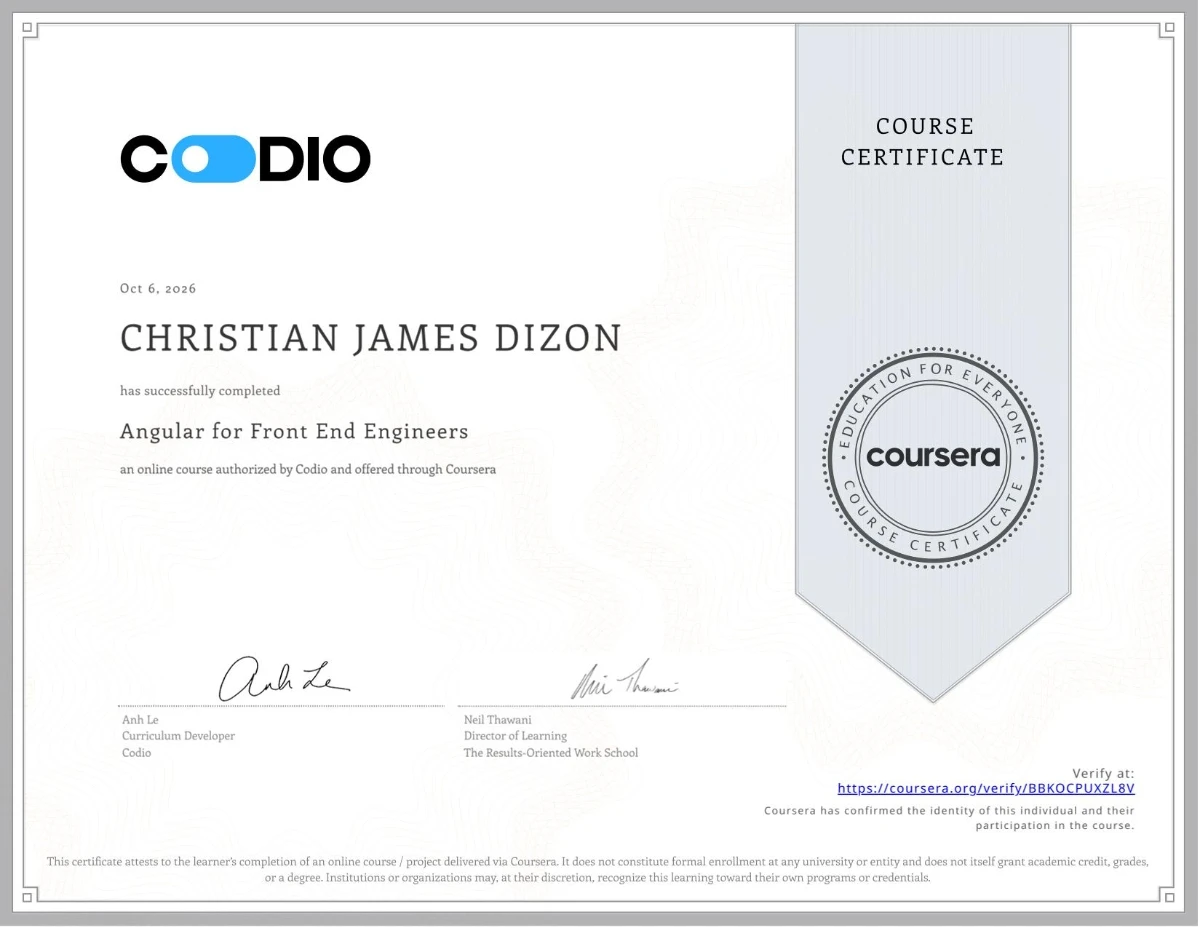 CODIO
COURSE
CERTIFICATE
Oct 6, 2026
CHRISTIAN JAMES DIZON
has successfully completed
Angular for Front End Engineers
an online course authorized by Codio and offered through Coursera
EDUCATION FOR EVERYONE
coursera
COURSE CERTIFICATE
Anh Le
Neil Thawani
Anh Le
Curriculum Developer
Codio
Neil Thawani
Director of Learning
The Results-Oriented Work School
Verify at:
https://coursera.org/verify/BBKOCPUXZL8V
Coursera has confirmed the identity of this individual and their
participation in the course.
This certificate attests to the learner's completion of an online course / project delivered via Coursera. It does not constitute formal enrollment at any university or entity and does not itself grant academic credit, grades,
or a degree. Institutions or organizations may, at their discretion, recognize this learning toward their own programs or credentials.